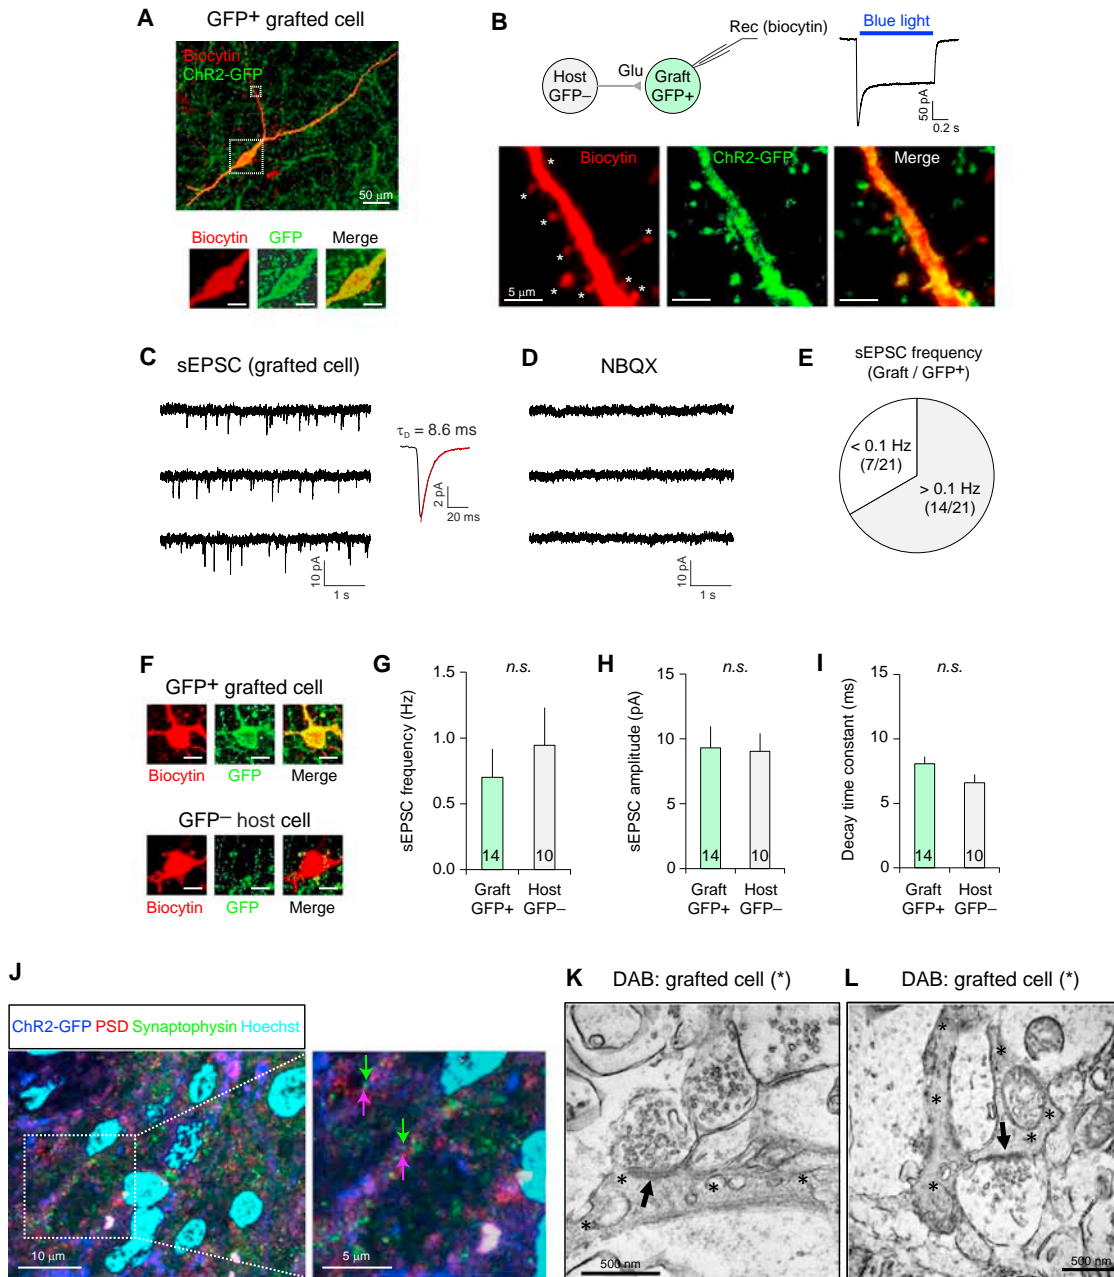 A
GFP+ grafted cell
Biocytin
ChR2-GFP
50 μm
Biocytin GFP Merge
B
Rec (biocytin)
Host
GFP–
Glu
Graft
GFP+
Blue light
50 pA
0.2 s
Biocytin
ChR2-GFP
Merge
* * * * * * * *
5 μm
C
sEPSC (grafted cell)
τD = 8.6 ms
2 pA
20 ms
10 pA
1 s
D
NBQX
10 pA
1 s
E
sEPSC frequency
(Graft / GFP+)
< 0.1 Hz
(7/21)
> 0.1 Hz
(14/21)
F
GFP+ grafted cell
Biocytin GFP Merge
GFP– host cell
Biocytin GFP Merge
G
n.s.
sEPSC frequency (Hz)
1.5
1.0
0.5
0.0
14 10
Graft Host
GFP+ GFP–
H
n.s.
sEPSC amplitude (pA)
15
10
5
0
14 10
Graft Host
GFP+ GFP–
I
n.s.
Decay time constant (ms)
15
10
5
0
14 10
Graft Host
GFP+ GFP–
J
ChR2-GFP PSD Synaptophysin Hoechst
10 μm
5 μm
K
DAB: grafted cell (*)
* * * *
500 nm
L
DAB: grafted cell (*)
* * * * * *
500 nm